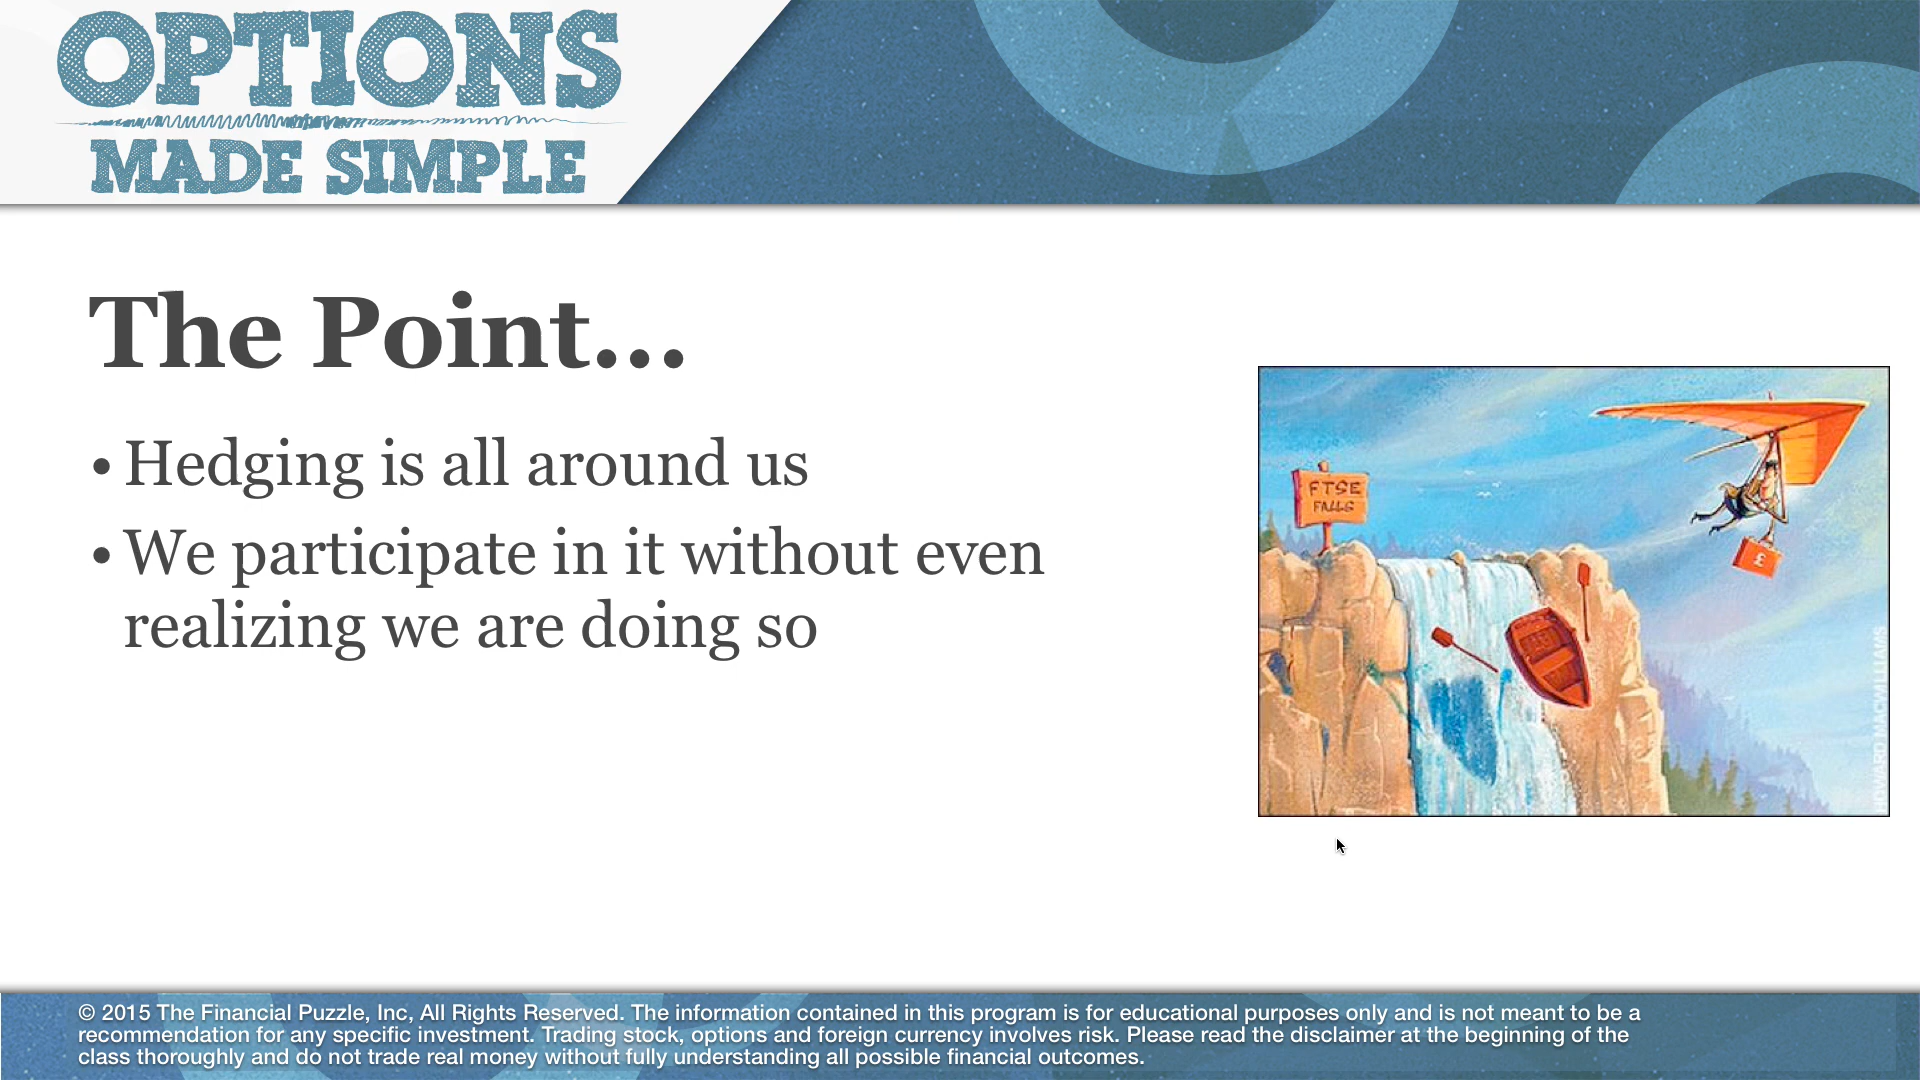 OPTIONS
MADE SIMPLE
The Point...
• Hedging is all around us
• We participate in it without even
realizing we are doing so
FTSE
FALLS
£
HOWARD MACWILLIAMS
© 2015 The Financial Puzzle, Inc, All Rights Reserved. The information contained in this program is for educational purposes only and is not meant to be a
recommendation for any specific investment. Trading stock, options and foreign currency involves risk. Please read the disclaimer at the beginning of the
class thoroughly and do not trade real money without fully understanding all possible financial outcomes.